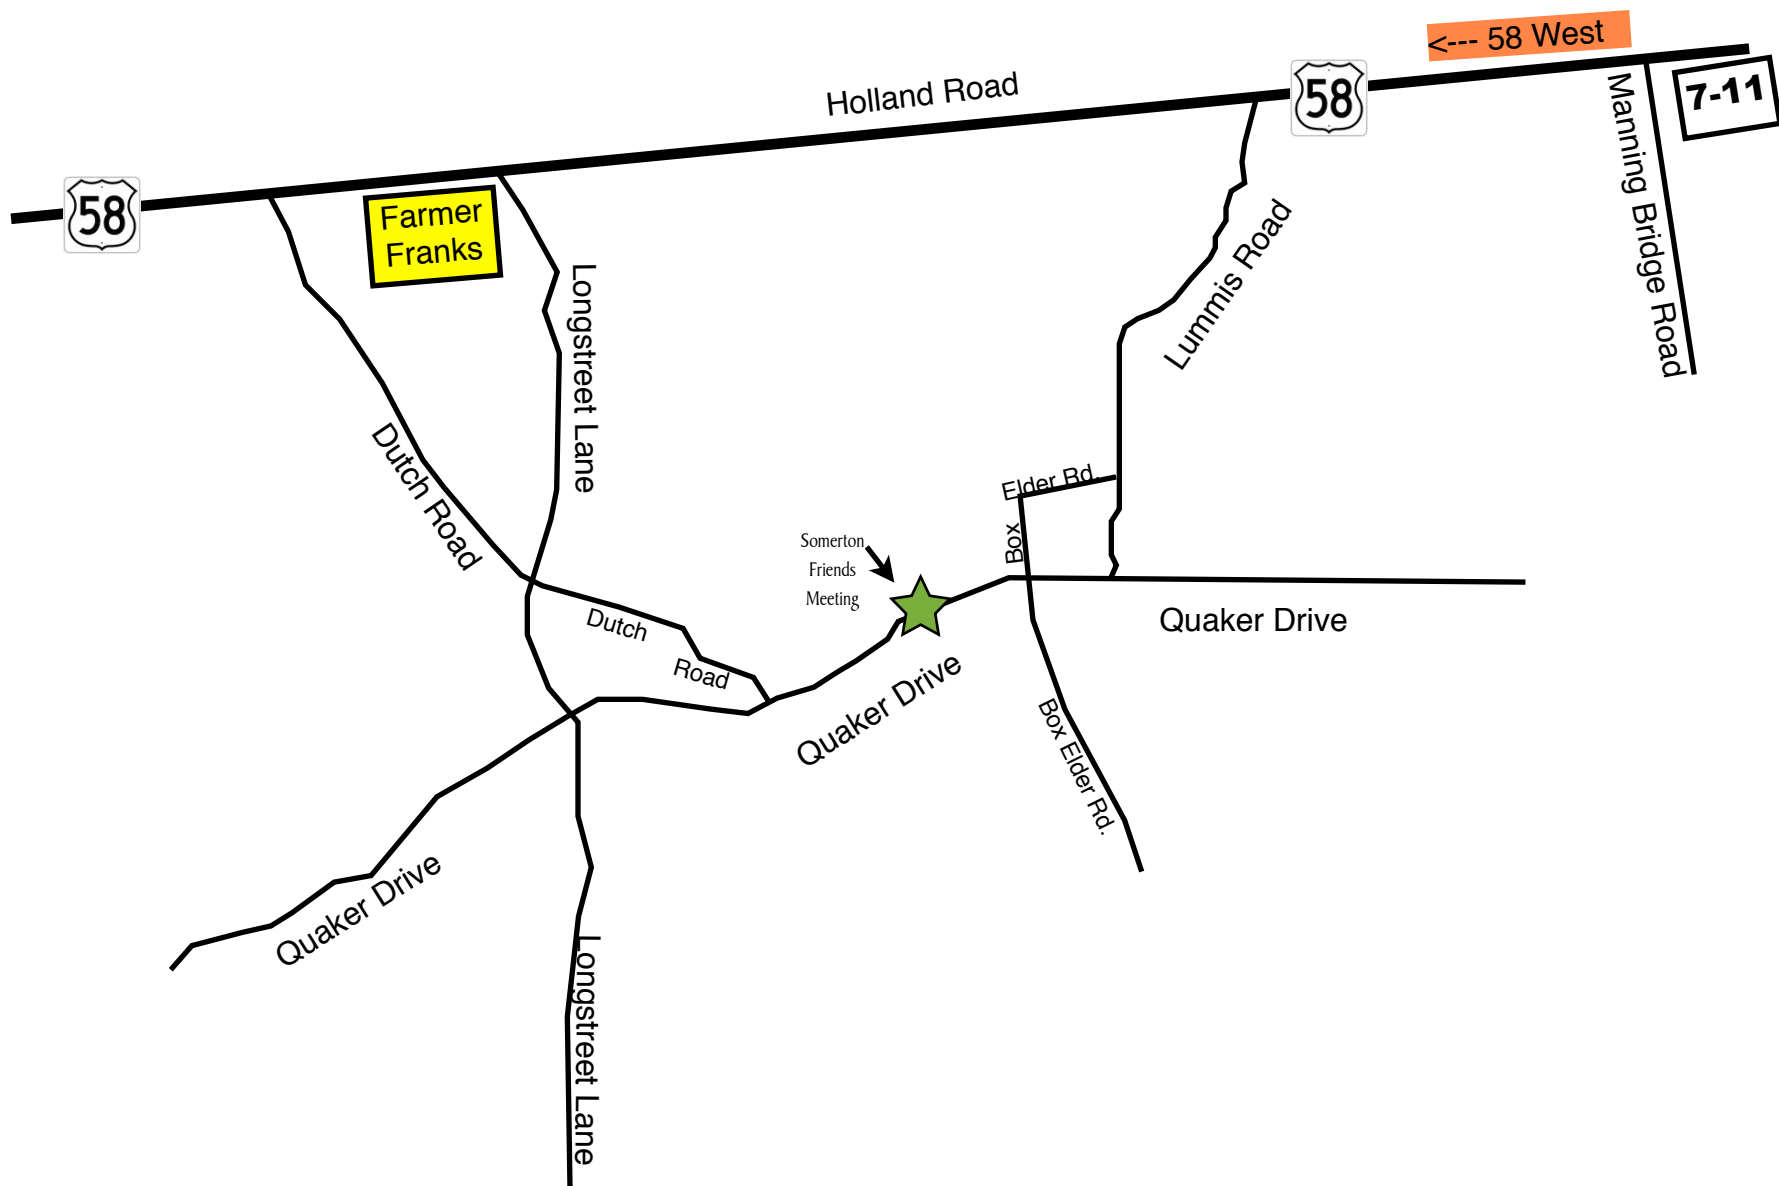 <--- 58 West
7-11
58
Holland Road
Manning Bridge Road
58
Farmer
Franks
Lummis Road
Longstreet Lane
Dutch Road
Elder Rd.
Box
Somerton
Friends
Meeting
Dutch
Road
Quaker Drive
Quaker Drive
Box Elder Rd.
Quaker Drive
Longstreet Lane